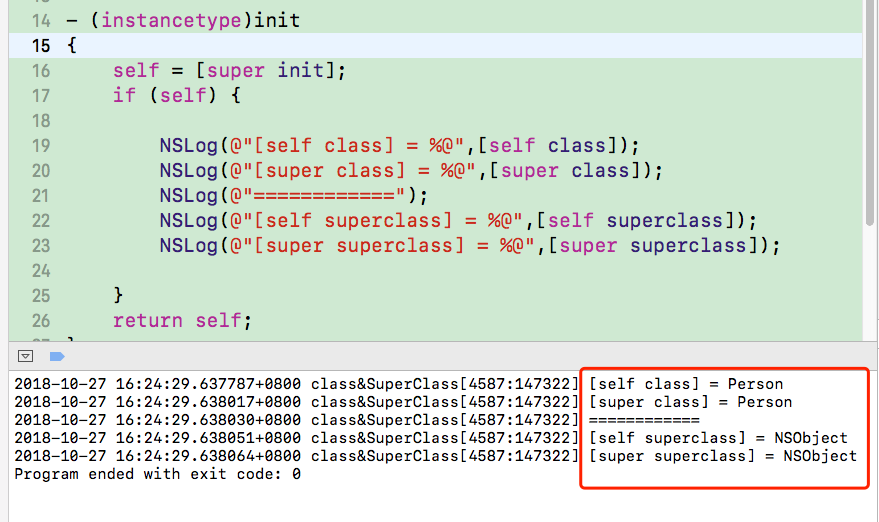 14 - (instancetype)init
15 {
16     self = [super init];
17     if (self) {
18
19         NSLog(@"[self class] = %@",[self class]);
20         NSLog(@"[super class] = %@",[super class]);
21         NSLog(@"============");
22         NSLog(@"[self superclass] = %@",[self superclass]);
23         NSLog(@"[super superclass] = %@",[super superclass]);
24
25     }
26     return self;
2018-10-27 16:24:29.637787+0800 class&SuperClass[4587:147322] [self class] = Person
2018-10-27 16:24:29.638017+0800 class&SuperClass[4587:147322] [super class] = Person
2018-10-27 16:24:29.638030+0800 class&SuperClass[4587:147322] ============
2018-10-27 16:24:29.638051+0800 class&SuperClass[4587:147322] [self superclass] = NSObject
2018-10-27 16:24:29.638064+0800 class&SuperClass[4587:147322] [super superclass] = NSObject
Program ended with exit code: 0